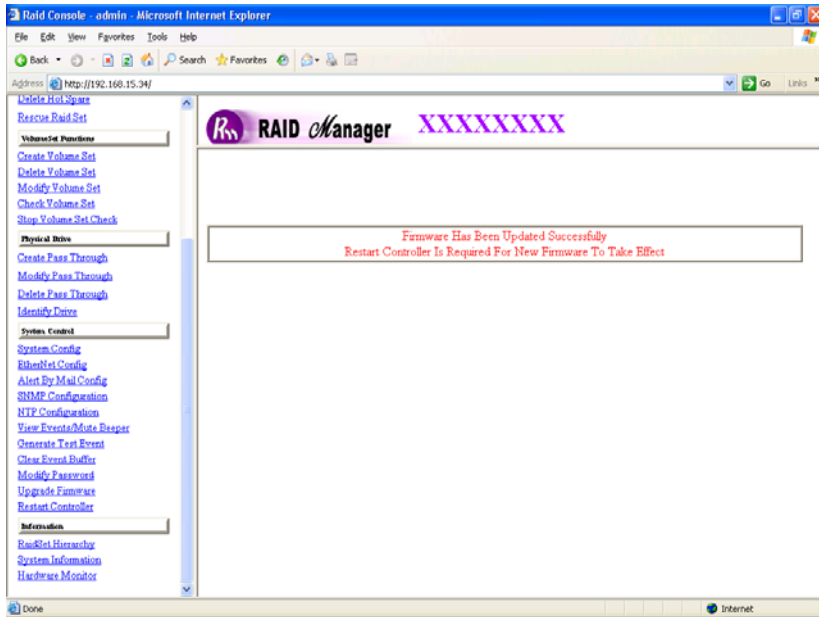 Raid Console - admin - Microsoft Internet Explorer
File Edit View Favorites Tools Help
Back Search Favorites
Address http://192.168.15.34/ Go Links »
Delete Hot Spare
Rescue Raid Set
VolumeSet Functions
Create Volume Set
Delete Volume Set
Modify Volume Set
Check Volume Set
Stop Volume Set Check
Physical Drive
Create Pass Through
Modify Pass Through
Delete Pass Through
Identify Drive
System Control
System Config
EtherNet Config
Alert By Mail Config
SNMP Configuration
NTP Configuration
View Events/Mute Beeper
Generate Test Event
Clear Event Buffer
Modify Password
Upgrade Firmware
Restart Controller
Information
RaidSet Hierarchy
System Information
Hardware Monitor
Rm RAID Manager XXXXXXXX
Firmware Has Been Updated Successfully
Restart Controller Is Required For New Firmware To Take Effect
Done Internet